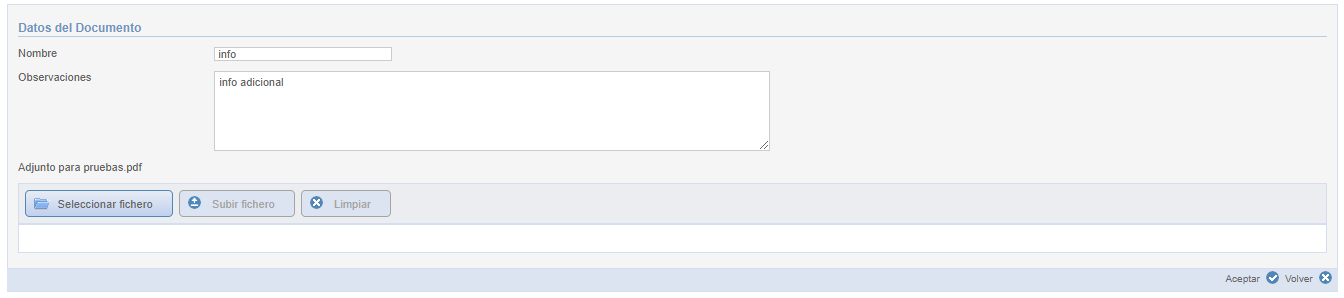 Datos del Documento
Nombre info
Observaciones info adicional
Adjunto para pruebas.pdf
Seleccionar fichero Subir fichero Limpiar
Aceptar Volver